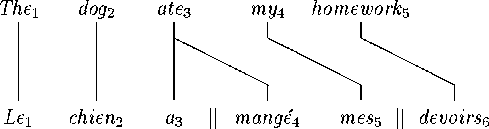 The₁ dog₂ ate₃ my₄ homework₅
Le₁ chien₂ a₃ || mangé₄ mes₅ || devoirs₆